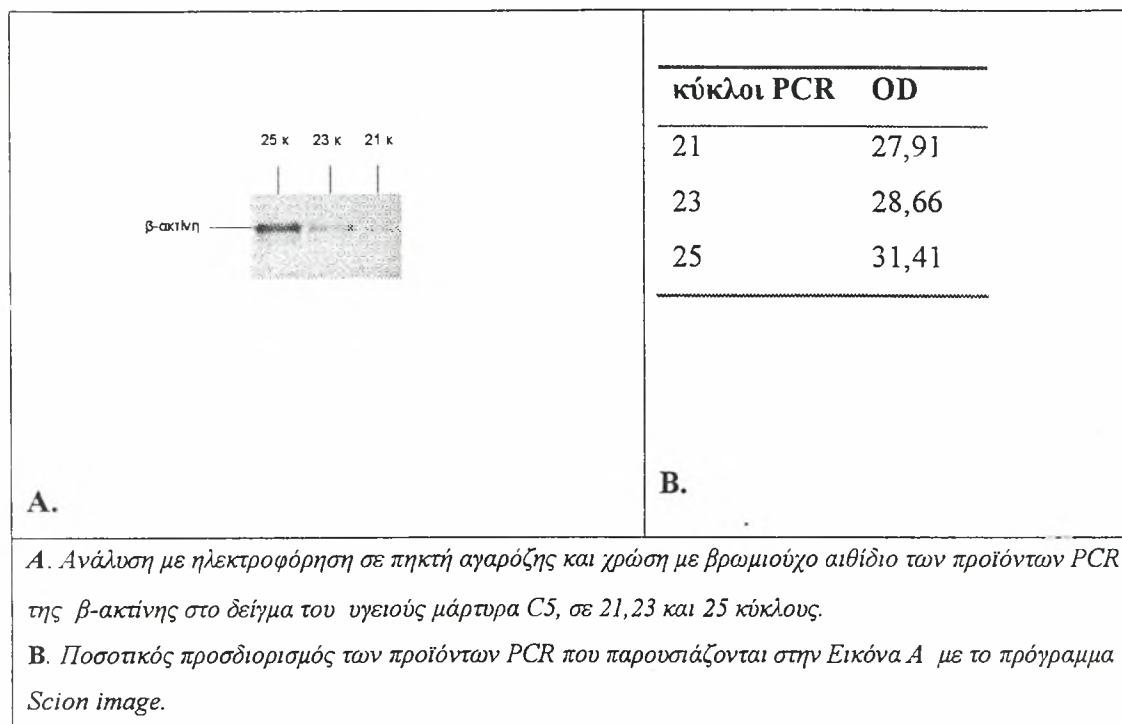 25 κ 23 κ 21 κ
β-ακτίνη
A.
κύκλοι PCR OD
21 27,91
23 28,66
25 31,41
B.
A. Ανάλυση με ηλεκτροφόρηση σε πηκτή αγαρόζης και χρώση με βρωμιούχο αιθίδιο των προϊόντων PCR
της β-ακτίνης στο δείγμα του υγειούς μάρτυρα C5, σε 21,23 και 25 κύκλους.
B. Ποσοτικός προσδιορισμός των προϊόντων PCR που παρουσιάζονται στην Εικόνα A με το πρόγραμμα
Scion image.